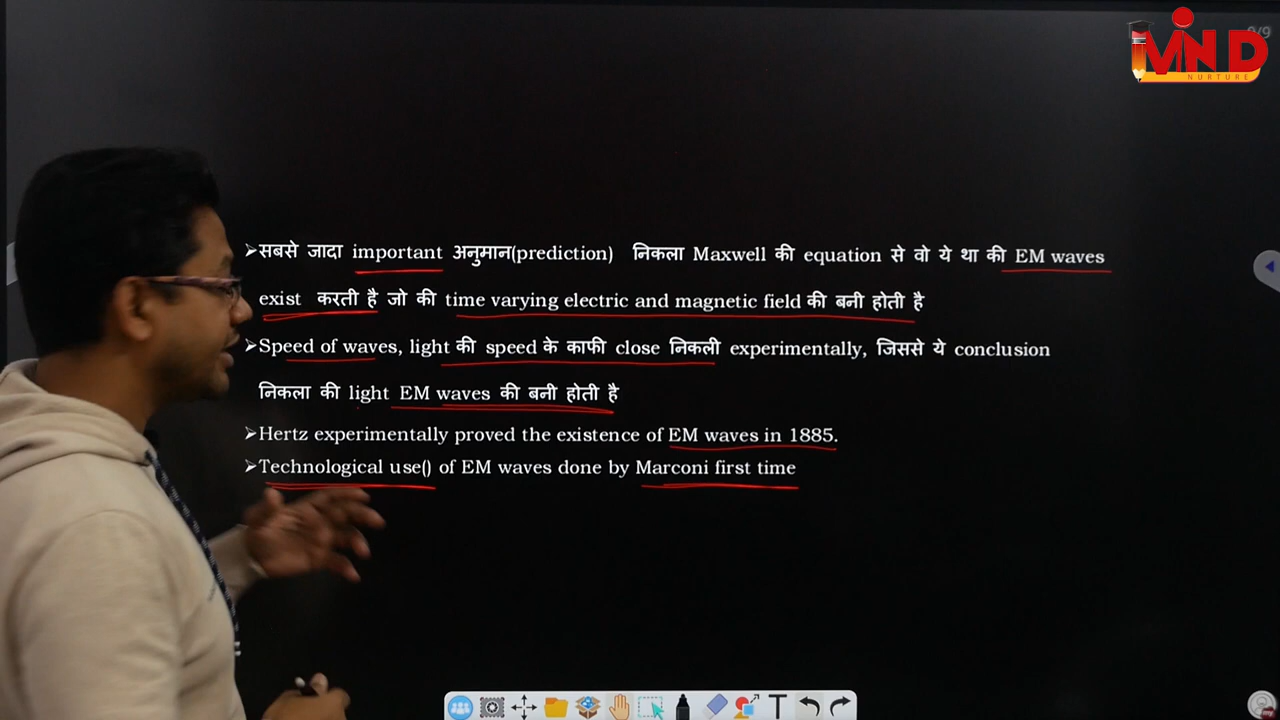 MIND
NURTURE
➢सबसे जादा important अनुमान(prediction) निकला Maxwell की equation से वो ये था की EM waves
exist करती है जो की time varying electric and magnetic field की बनी होती है
➢Speed of waves, light की speed के काफी close निकली experimentally, जिससे ये conclusion
निकला की light EM waves की बनी होती है
➢Hertz experimentally proved the existence of EM waves in 1885.
➢Technological use() of EM waves done by Marconi first time
T